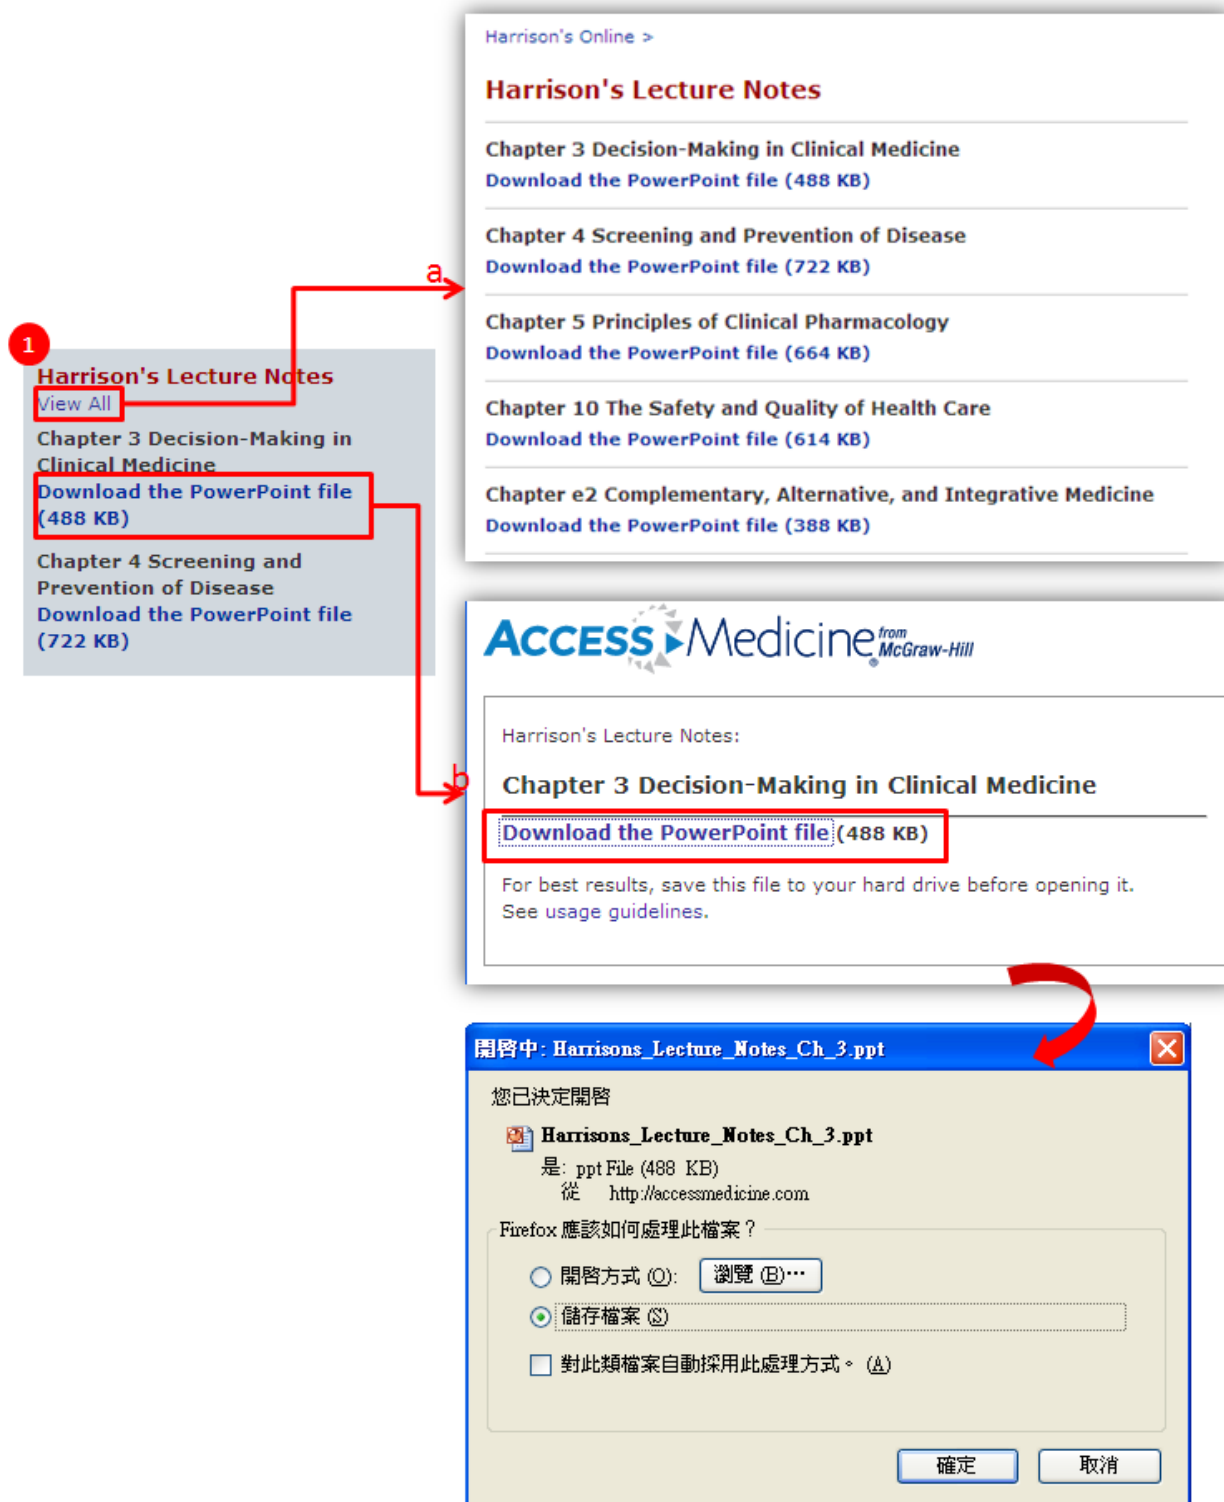 1
Harrison's Lecture Notes
View All
Chapter 3 Decision-Making in
Clinical Medicine
Download the PowerPoint file
(488 KB)
Chapter 4 Screening and
Prevention of Disease
Download the PowerPoint file
(722 KB)
a
Harrison's Online >
Harrison's Lecture Notes
Chapter 3 Decision-Making in Clinical Medicine
Download the PowerPoint file (488 KB)
Chapter 4 Screening and Prevention of Disease
Download the PowerPoint file (722 KB)
Chapter 5 Principles of Clinical Pharmacology
Download the PowerPoint file (664 KB)
Chapter 10 The Safety and Quality of Health Care
Download the PowerPoint file (614 KB)
Chapter e2 Complementary, Alternative, and Integrative Medicine
Download the PowerPoint file (388 KB)
b
ACCESS Medicine® from McGraw-Hill
Harrison's Lecture Notes:
Chapter 3 Decision-Making in Clinical Medicine
Download the PowerPoint file (488 KB)
For best results, save this file to your hard drive before opening it.
See usage guidelines.
開啓中: Harrisons_Lecture_Notes_Ch_3.ppt
您已決定開啓
Harrisons_Lecture_Notes_Ch_3.ppt
是: ppt File (488 KB)
從 http://accessmedicine.com
Firefox 應該如何處理此檔案？
開啓方式 (O): 瀏覽 (B)…
儲存檔案 (S)
對此類檔案自動採用此處理方式。 (A)
確定 取消